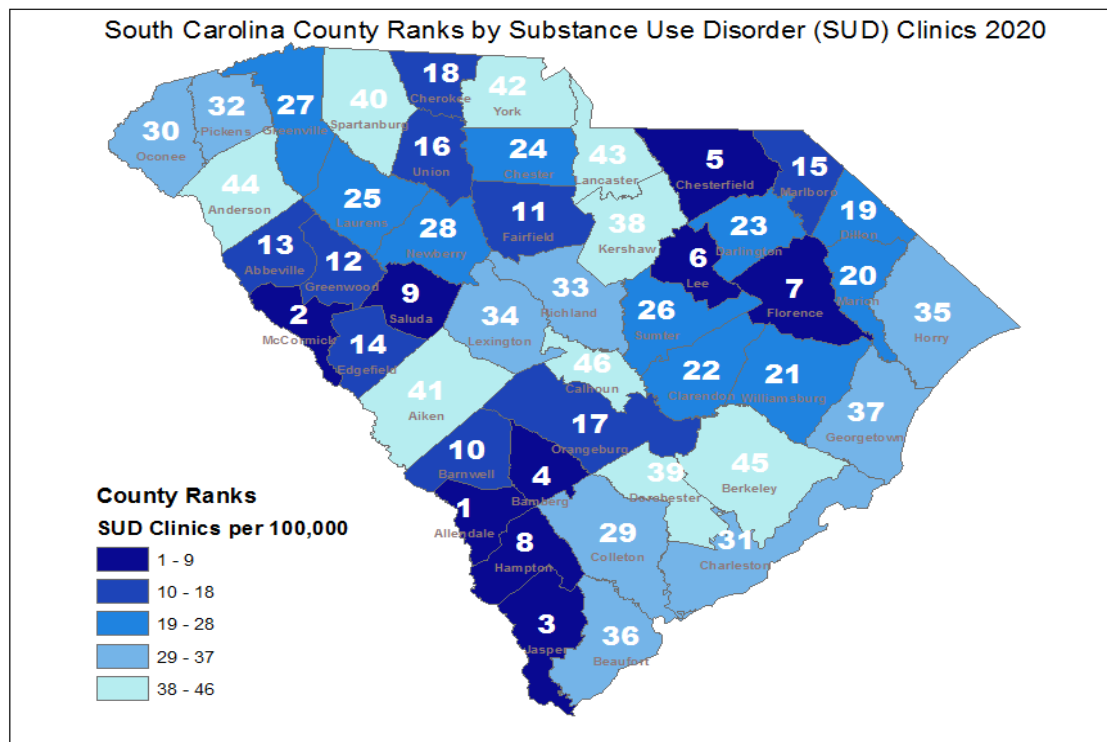 South Carolina County Ranks by Substance Use Disorder (SUD) Clinics 2020
18
Cherokee
42
York
40
Spartanburg
27
Greenville
32
Pickens
30
Oconee
16
Union
24
Chester
43
Lancaster
5
Chesterfield
15
Marlboro
44
Anderson
25
Laurens
28
Newberry
11
Fairfield
38
Kershaw
23
Darlington
19
Dillon
13
Abbeville
12
Greenwood
9
Saluda
6
Lee
7
Florence
20
Marion
35
Horry
2
McCormick
14
Edgefield
34
Lexington
33
Richland
26
Sumter
41
Aiken
46
Calhoun
22
Clarendon
21
Williamsburg
37
Georgetown
17
Orangeburg
10
Barnwell
4
Bamberg
39
Dorchester
45
Berkeley
1
Allendale
8
Hampton
29
Colleton
31
Charleston
3
Jasper
36
Beaufort
County Ranks
SUD Clinics per 100,000
1 - 9
10 - 18
19 - 28
29 - 37
38 - 46